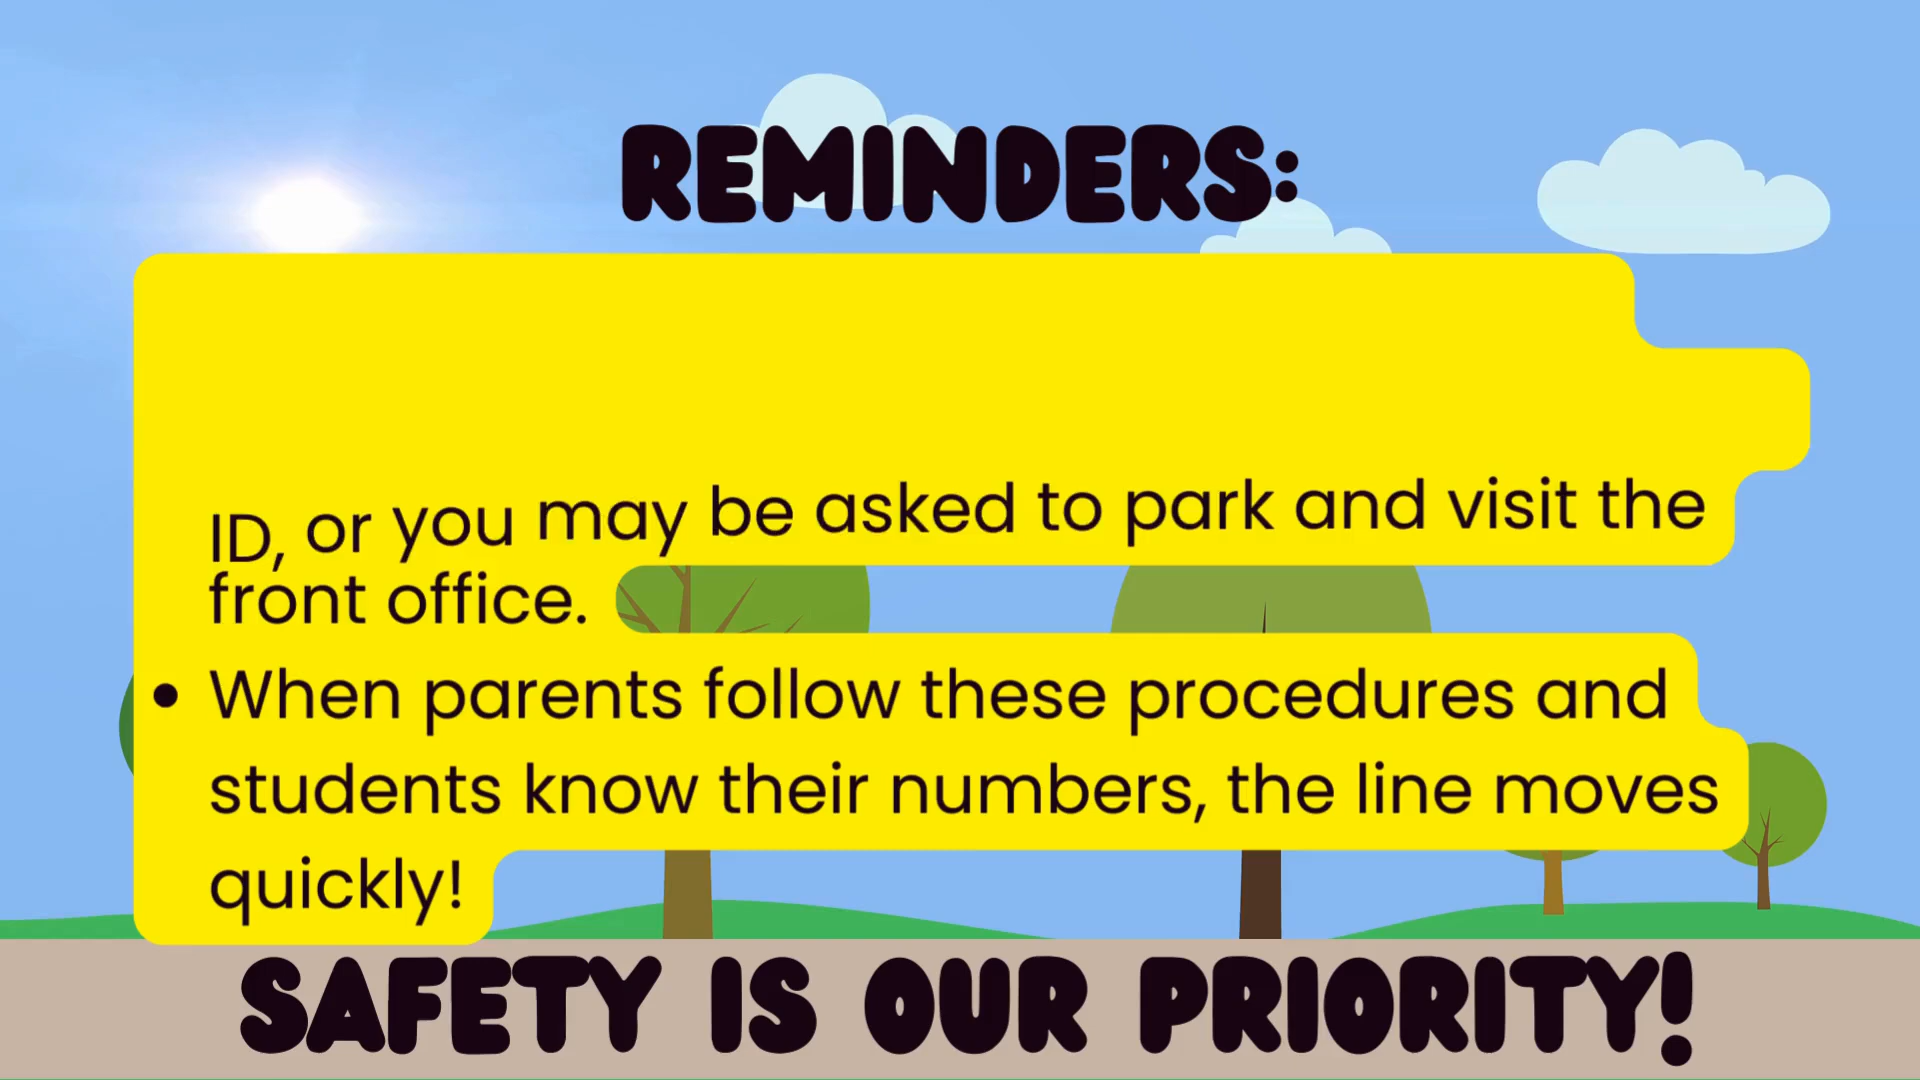 REMINDERS:
ID, or you may be asked to park and visit the
front office.
• When parents follow these procedures and
students know their numbers, the line moves
quickly!
SAFETY IS OUR PRIORITY!